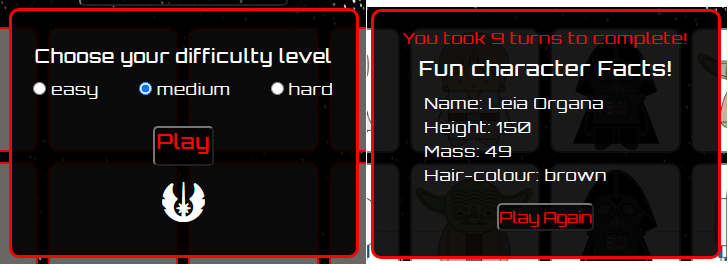 Choose your difficulty level
easy medium hard
Play
You took 9 turns to complete!
Fun character Facts!
Name: Leia Organa
Height: 150
Mass: 49
Hair-colour: brown
Play Again